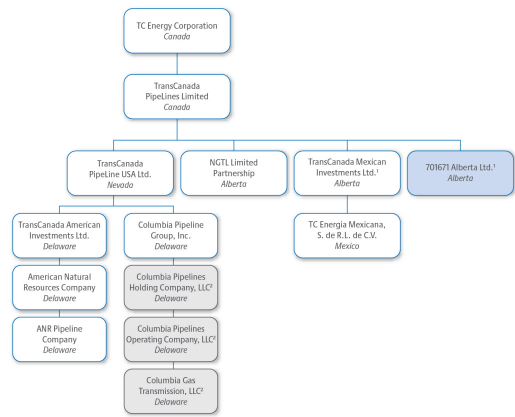 TC Energy Corporation
Canada
TransCanada
PipeLines Limited
Canada
TransCanada
PipeLine USA Ltd.
Nevada
NGTL Limited
Partnership
Alberta
TransCanada Mexican
Investments Ltd.¹
Alberta
701671 Alberta Ltd.¹
Alberta
TransCanada American
Investments Ltd.
Delaware
Columbia Pipeline
Group, Inc.
Delaware
TC Energia Mexicana,
S. de R.L. de C.V.
Mexico
American Natural
Resources Company
Delaware
Columbia Pipelines
Holding Company, LLC²
Delaware
ANR Pipeline
Company
Delaware
Columbia Pipelines
Operating Company, LLC²
Delaware
Columbia Gas
Transmission, LLC²
Delaware